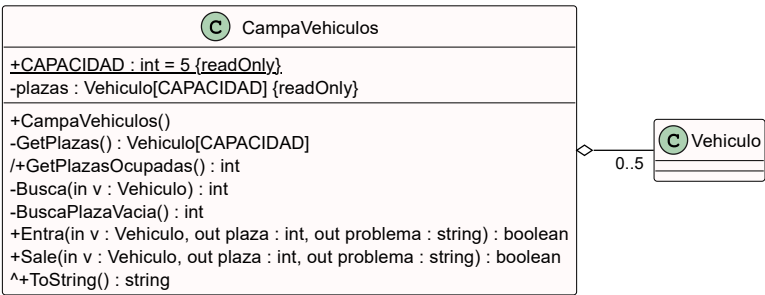 C CampaVehiculos
+CAPACIDAD : int = 5 {readOnly}
-plazas : Vehiculo[CAPACIDAD] {readOnly}
+CampaVehiculos()
-GetPlazas() : Vehiculo[CAPACIDAD]
/+GetPlazasOcupadas() : int
-Busca(in v : Vehiculo) : int
-BuscaPlazaVacia() : int
+Entra(in v : Vehiculo, out plaza : int, out problema : string) : boolean
+Sale(in v : Vehiculo, out plaza : int, out problema : string) : boolean
^+ToString() : string
0..5
C Vehiculo